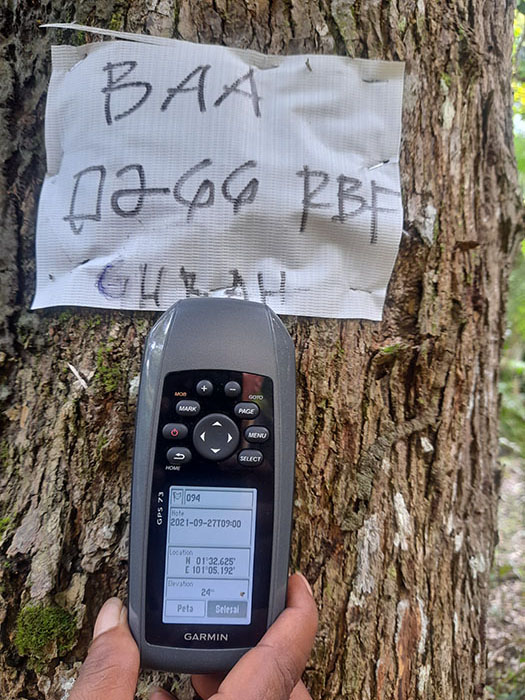 BAA
0266 RBF
MOB + - GOTO
MARK PAGE
MENU
SELECT
HOME
GPS 73
094
Note
2021-09-27T09:00
Location
N 01°32.625'
E 101°05.192'
Elevation
24m
Peta Selesai
GARMIN